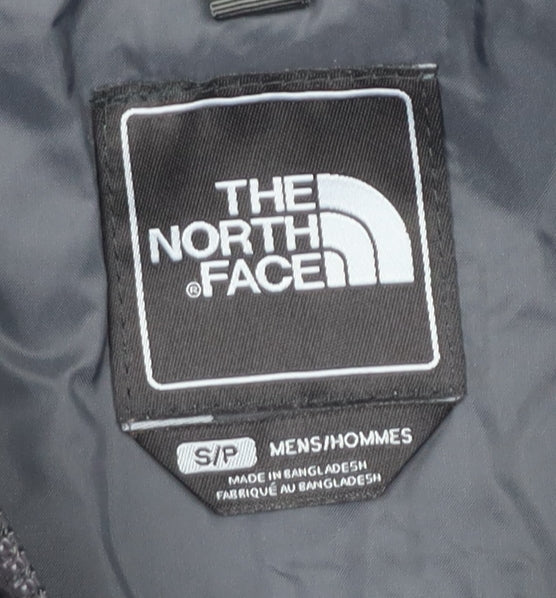 THE
NORTH
®FACE
S/P MENS/HOMMES
MADE IN BANGLADESH
FABRIQUÉ AU BANGLADESH